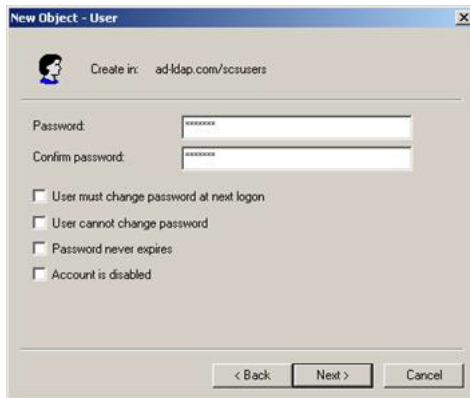 New Object - User
Create in: ad-ldap.com/scsusers
Password:
Confirm password:
User must change password at next logon
User cannot change password
Password never expires
Account is disabled
< Back Next > Cancel